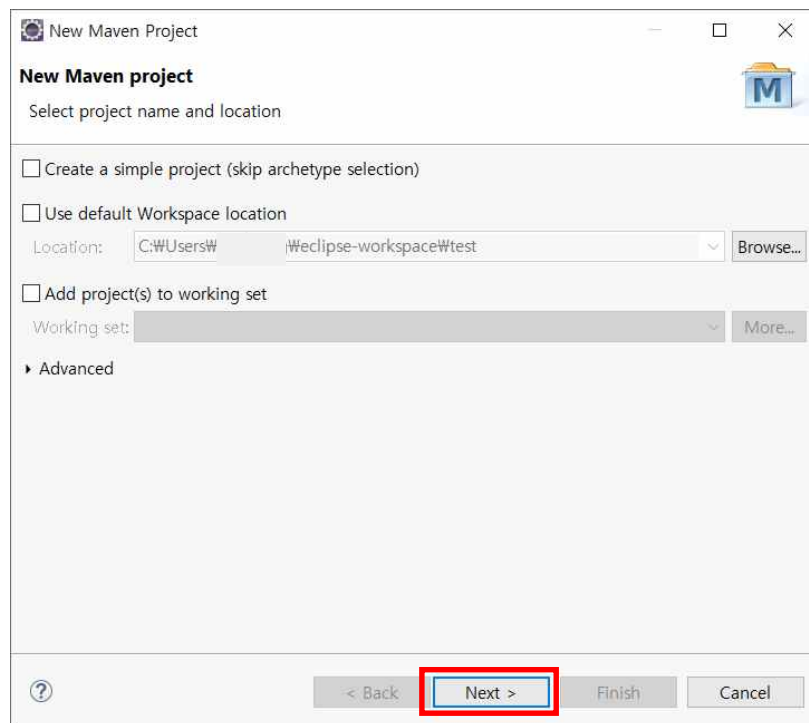 New Maven Project
New Maven project
M
Select project name and location
Create a simple project (skip archetype selection)
Use default Workspace location
Location: C:₩Users₩ ₩eclipse-workspace₩test Browse...
Add project(s) to working set
Working set: More...
Advanced
? < Back Next > Finish Cancel